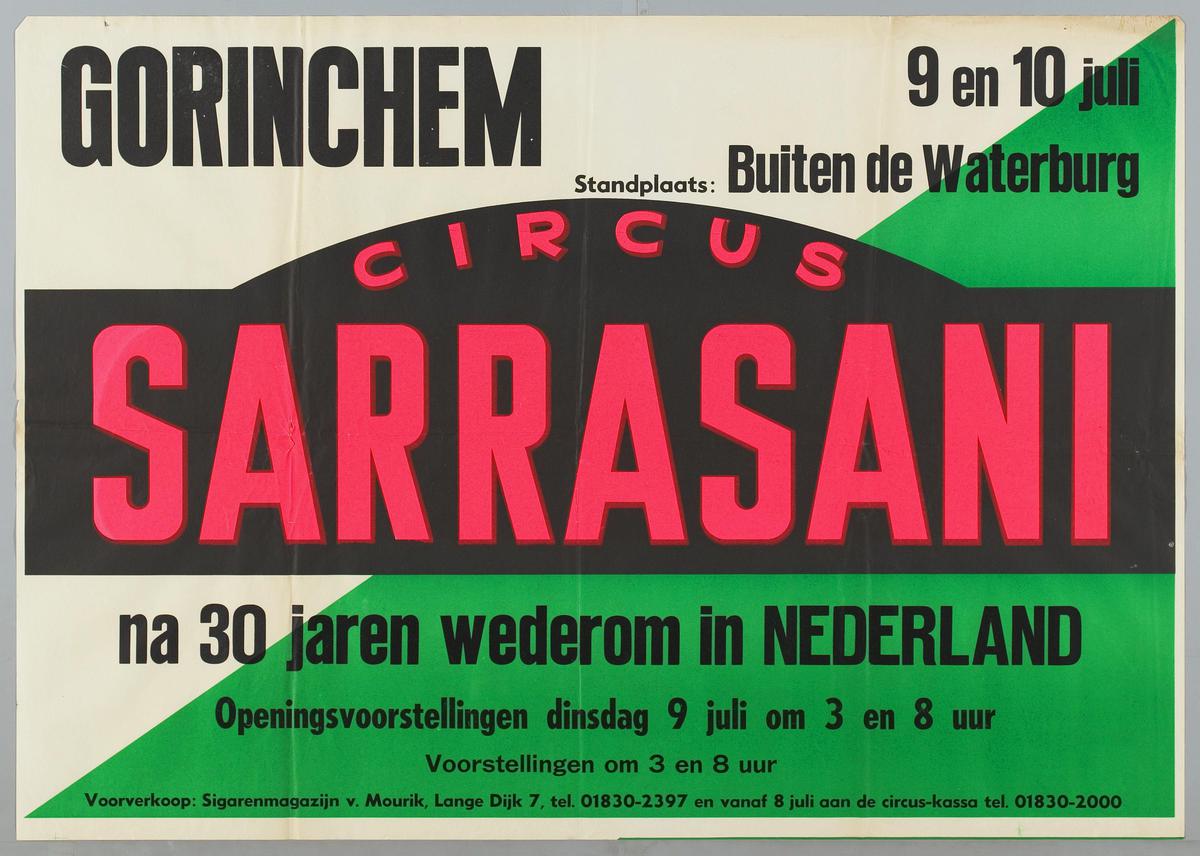 GORINCHEM
9 en 10 juli
Standplaats: Buiten de Waterburg
CIRCUS
SARRASANI
na 30 jaren wederom in NEDERLAND
Openingsvoorstellingen dinsdag 9 juli om 3 en 8 uur
Voorstellingen om 3 en 8 uur
Voorverkoop: Sigarenmagazijn v. Mourik, Lange Dijk 7, tel. 01830-2397 en vanaf 8 juli aan de circus-kassa tel. 01830-2000